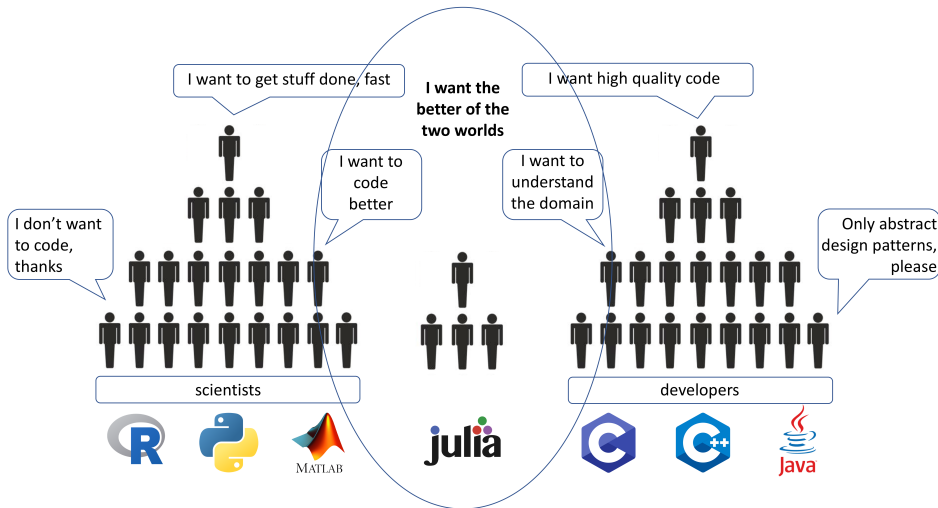 I want to get stuff done, fast
I want the
better of the
two worlds
I want high quality code
I want to
code
better
I want to
understand
the domain
I don’t want
to code,
thanks
Only abstract
design patterns,
please
scientists
developers
R
MATLAB
julia
C
C++
Java